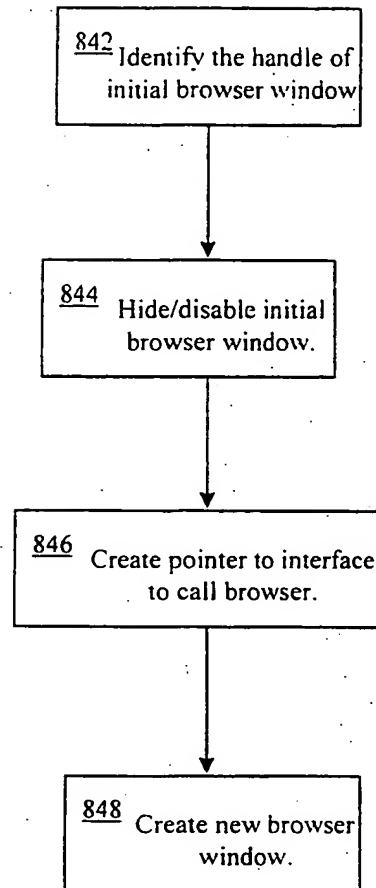 842 Identify the handle of
initial browser window
844 Hide/disable initial
browser window.
846 Create pointer to interface
to call browser.
848 Create new browser
window.